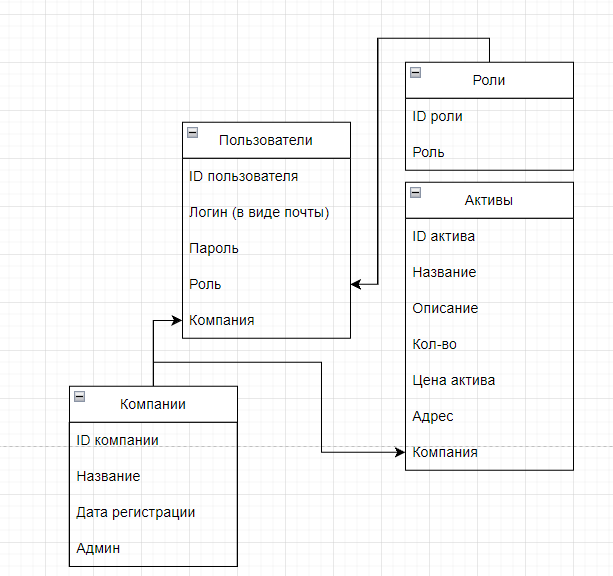 Роли
ID роли
Роль
Пользователи
ID пользователя
Логин (в виде почты)
Пароль
Роль
Компания
Активы
ID актива
Название
Описание
Кол-во
Цена актива
Адрес
Компания
Компании
ID компании
Название
Дата регистрации
Админ